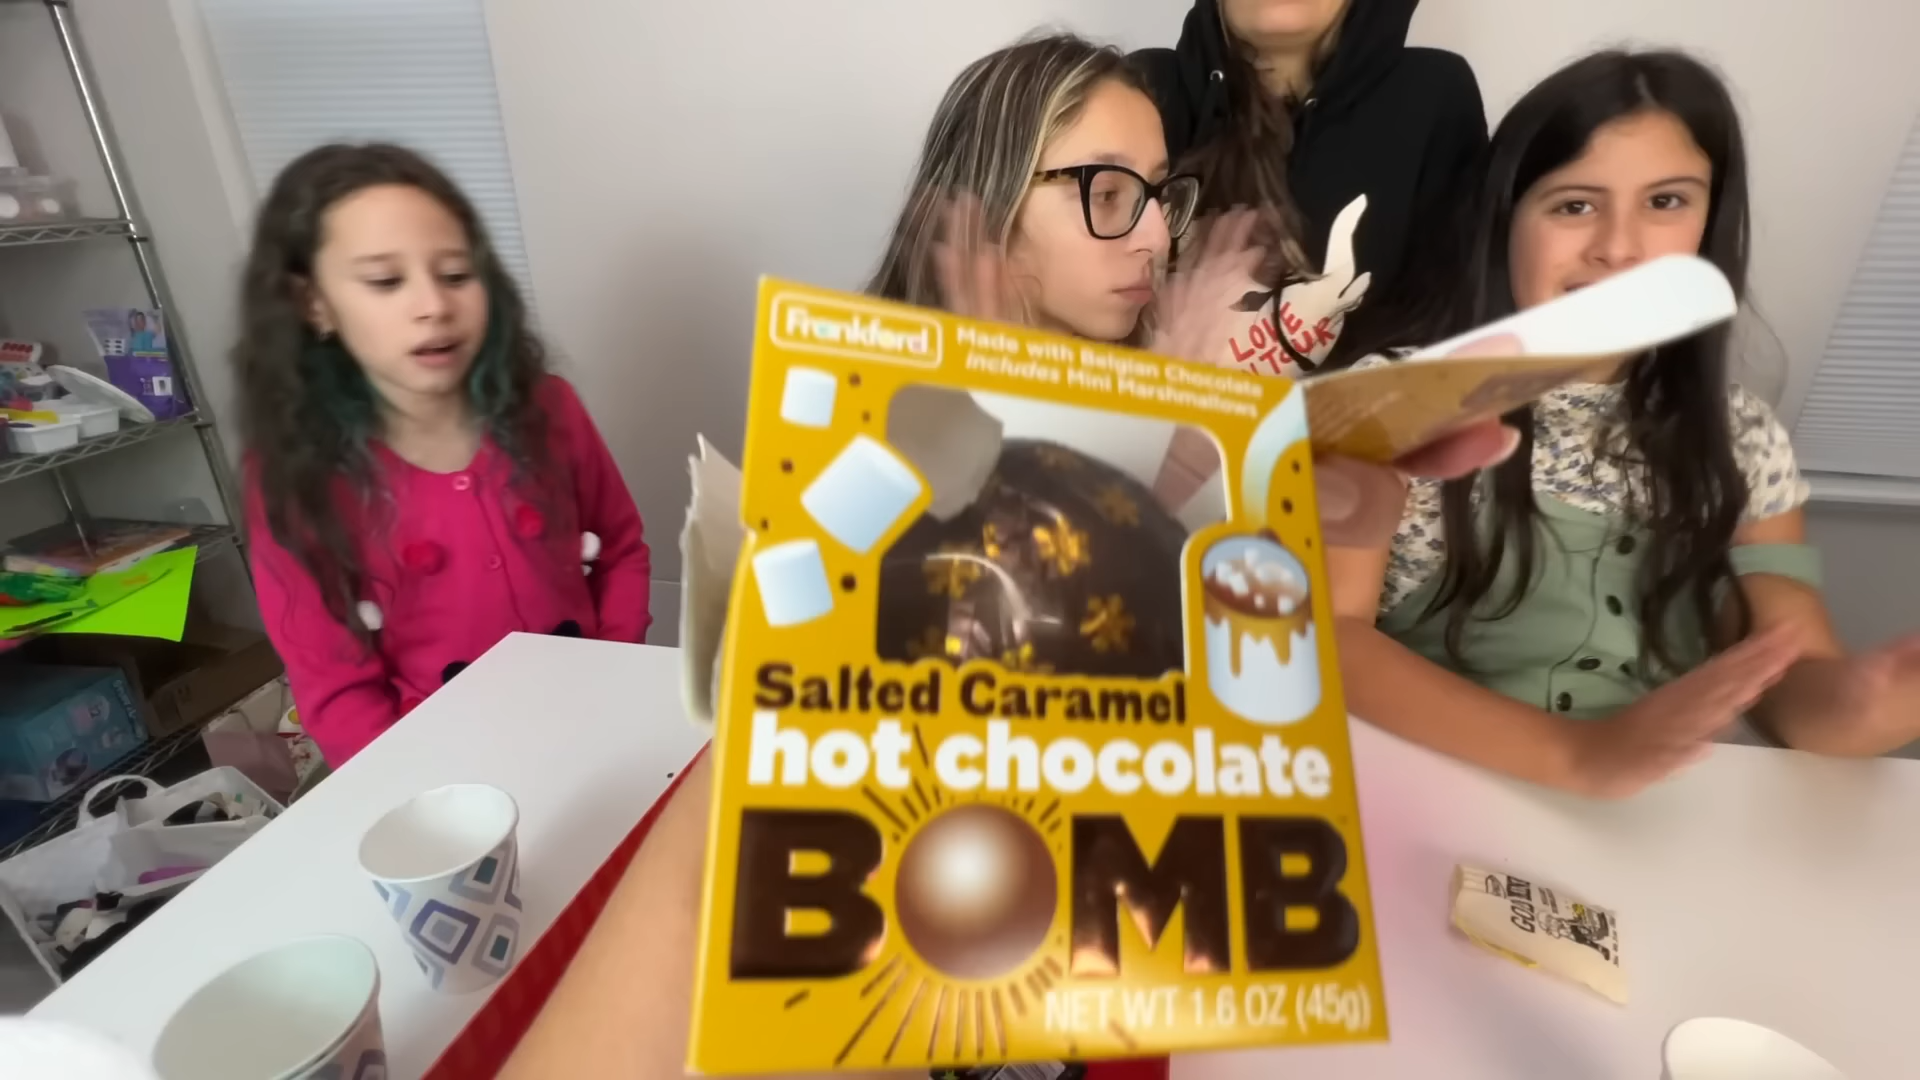 Frankford
Made with Belgian Chocolate
Includes Mini Marshmallows
LOVE
TOUR
Salted Caramel
hot chocolate
BOMB
NET WT 1.6 OZ (45g)